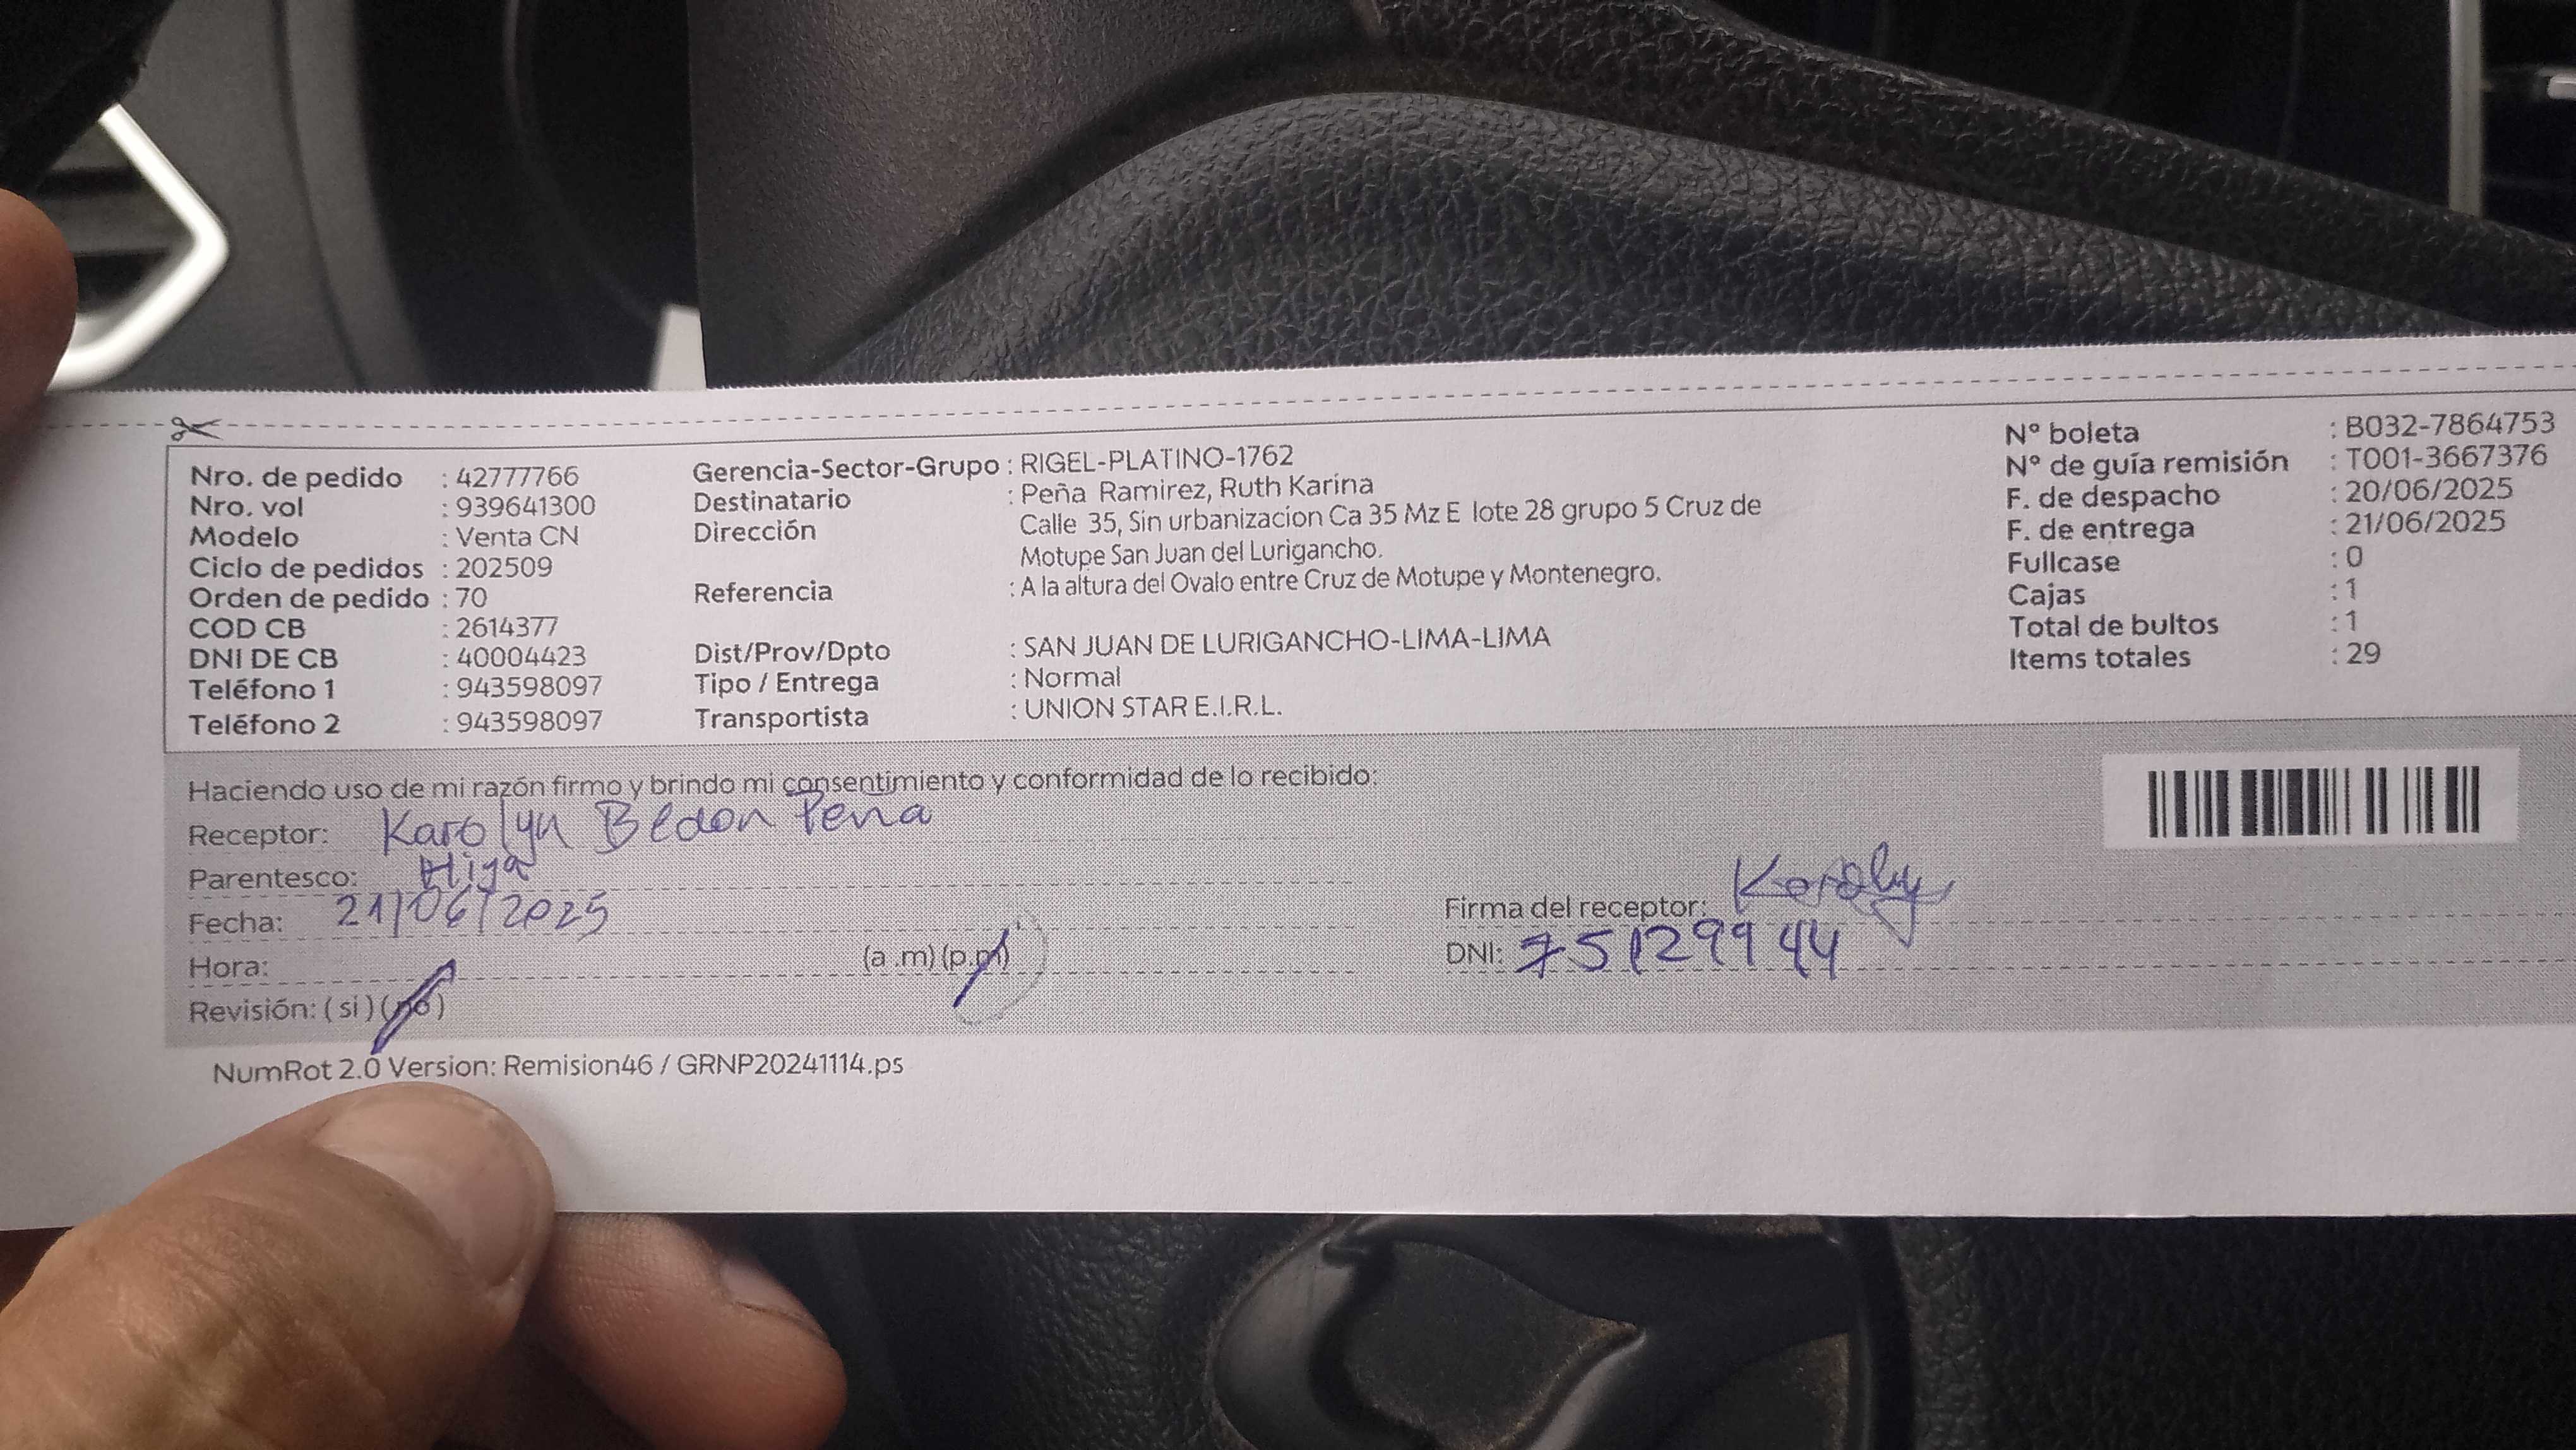 Nro. de pedido : 42777766
Nro. vol : 939641300
Modelo : Venta CN
Ciclo de pedidos : 202509
Orden de pedido : 70
COD CB : 2614377
DNI DE CB : 40004423
Teléfono 1 : 943598097
Teléfono 2 : 943598097
Gerencia-Sector-Grupo : RIGEL-PLATINO-1762
Destinatario : Peña Ramirez, Ruth Karina
Dirección Calle 35, Sin urbanizacion Ca 35 Mz E lote 28 grupo 5 Cruz de
Motupe San Juan del Lurigancho.
Referencia : A la altura del Ovalo entre Cruz de Motupe y Montenegro.
Dist/Prov/Dpto : SAN JUAN DE LURIGANCHO-LIMA-LIMA
Tipo / Entrega : Normal
Transportista : UNION STAR E.I.R.L.
N° boleta : B032-7864753
N° de guía remisión : T001-3667376
F. de despacho : 20/06/2025
F. de entrega : 21/06/2025
Fullcase : 0
Cajas : 1
Total de bultos : 1
Items totales : 29
Haciendo uso de mi razón firmo y brindo mi consentimiento y conformidad de lo recibido:
Receptor: Karolyn Bedon Peña
Parentesco: Hija
Fecha: 21/06/2025
Hora: (a .m) (p.m)
Revisión: ( si ) ( no )
Firma del receptor: Karoly
DNI: 75129944
NumRot 2.0 Version: Remision46 / GRNP20241114.ps